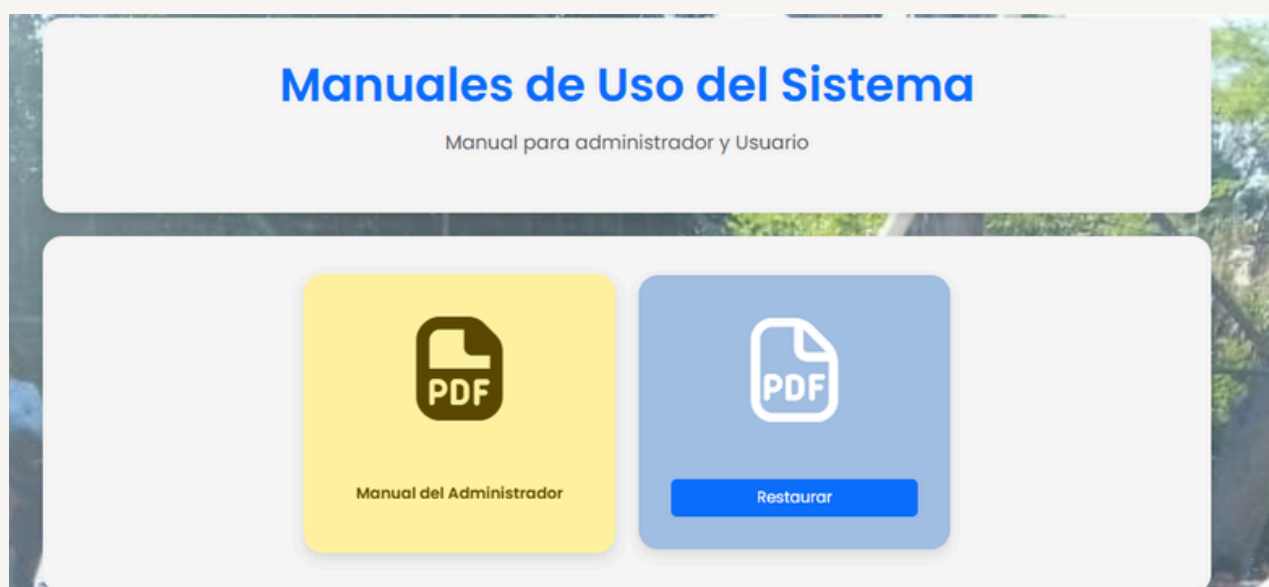 Manuales de Uso del Sistema
Manual para administrador y Usuario
PDF
PDF
Manual del Administrador
Restaurar